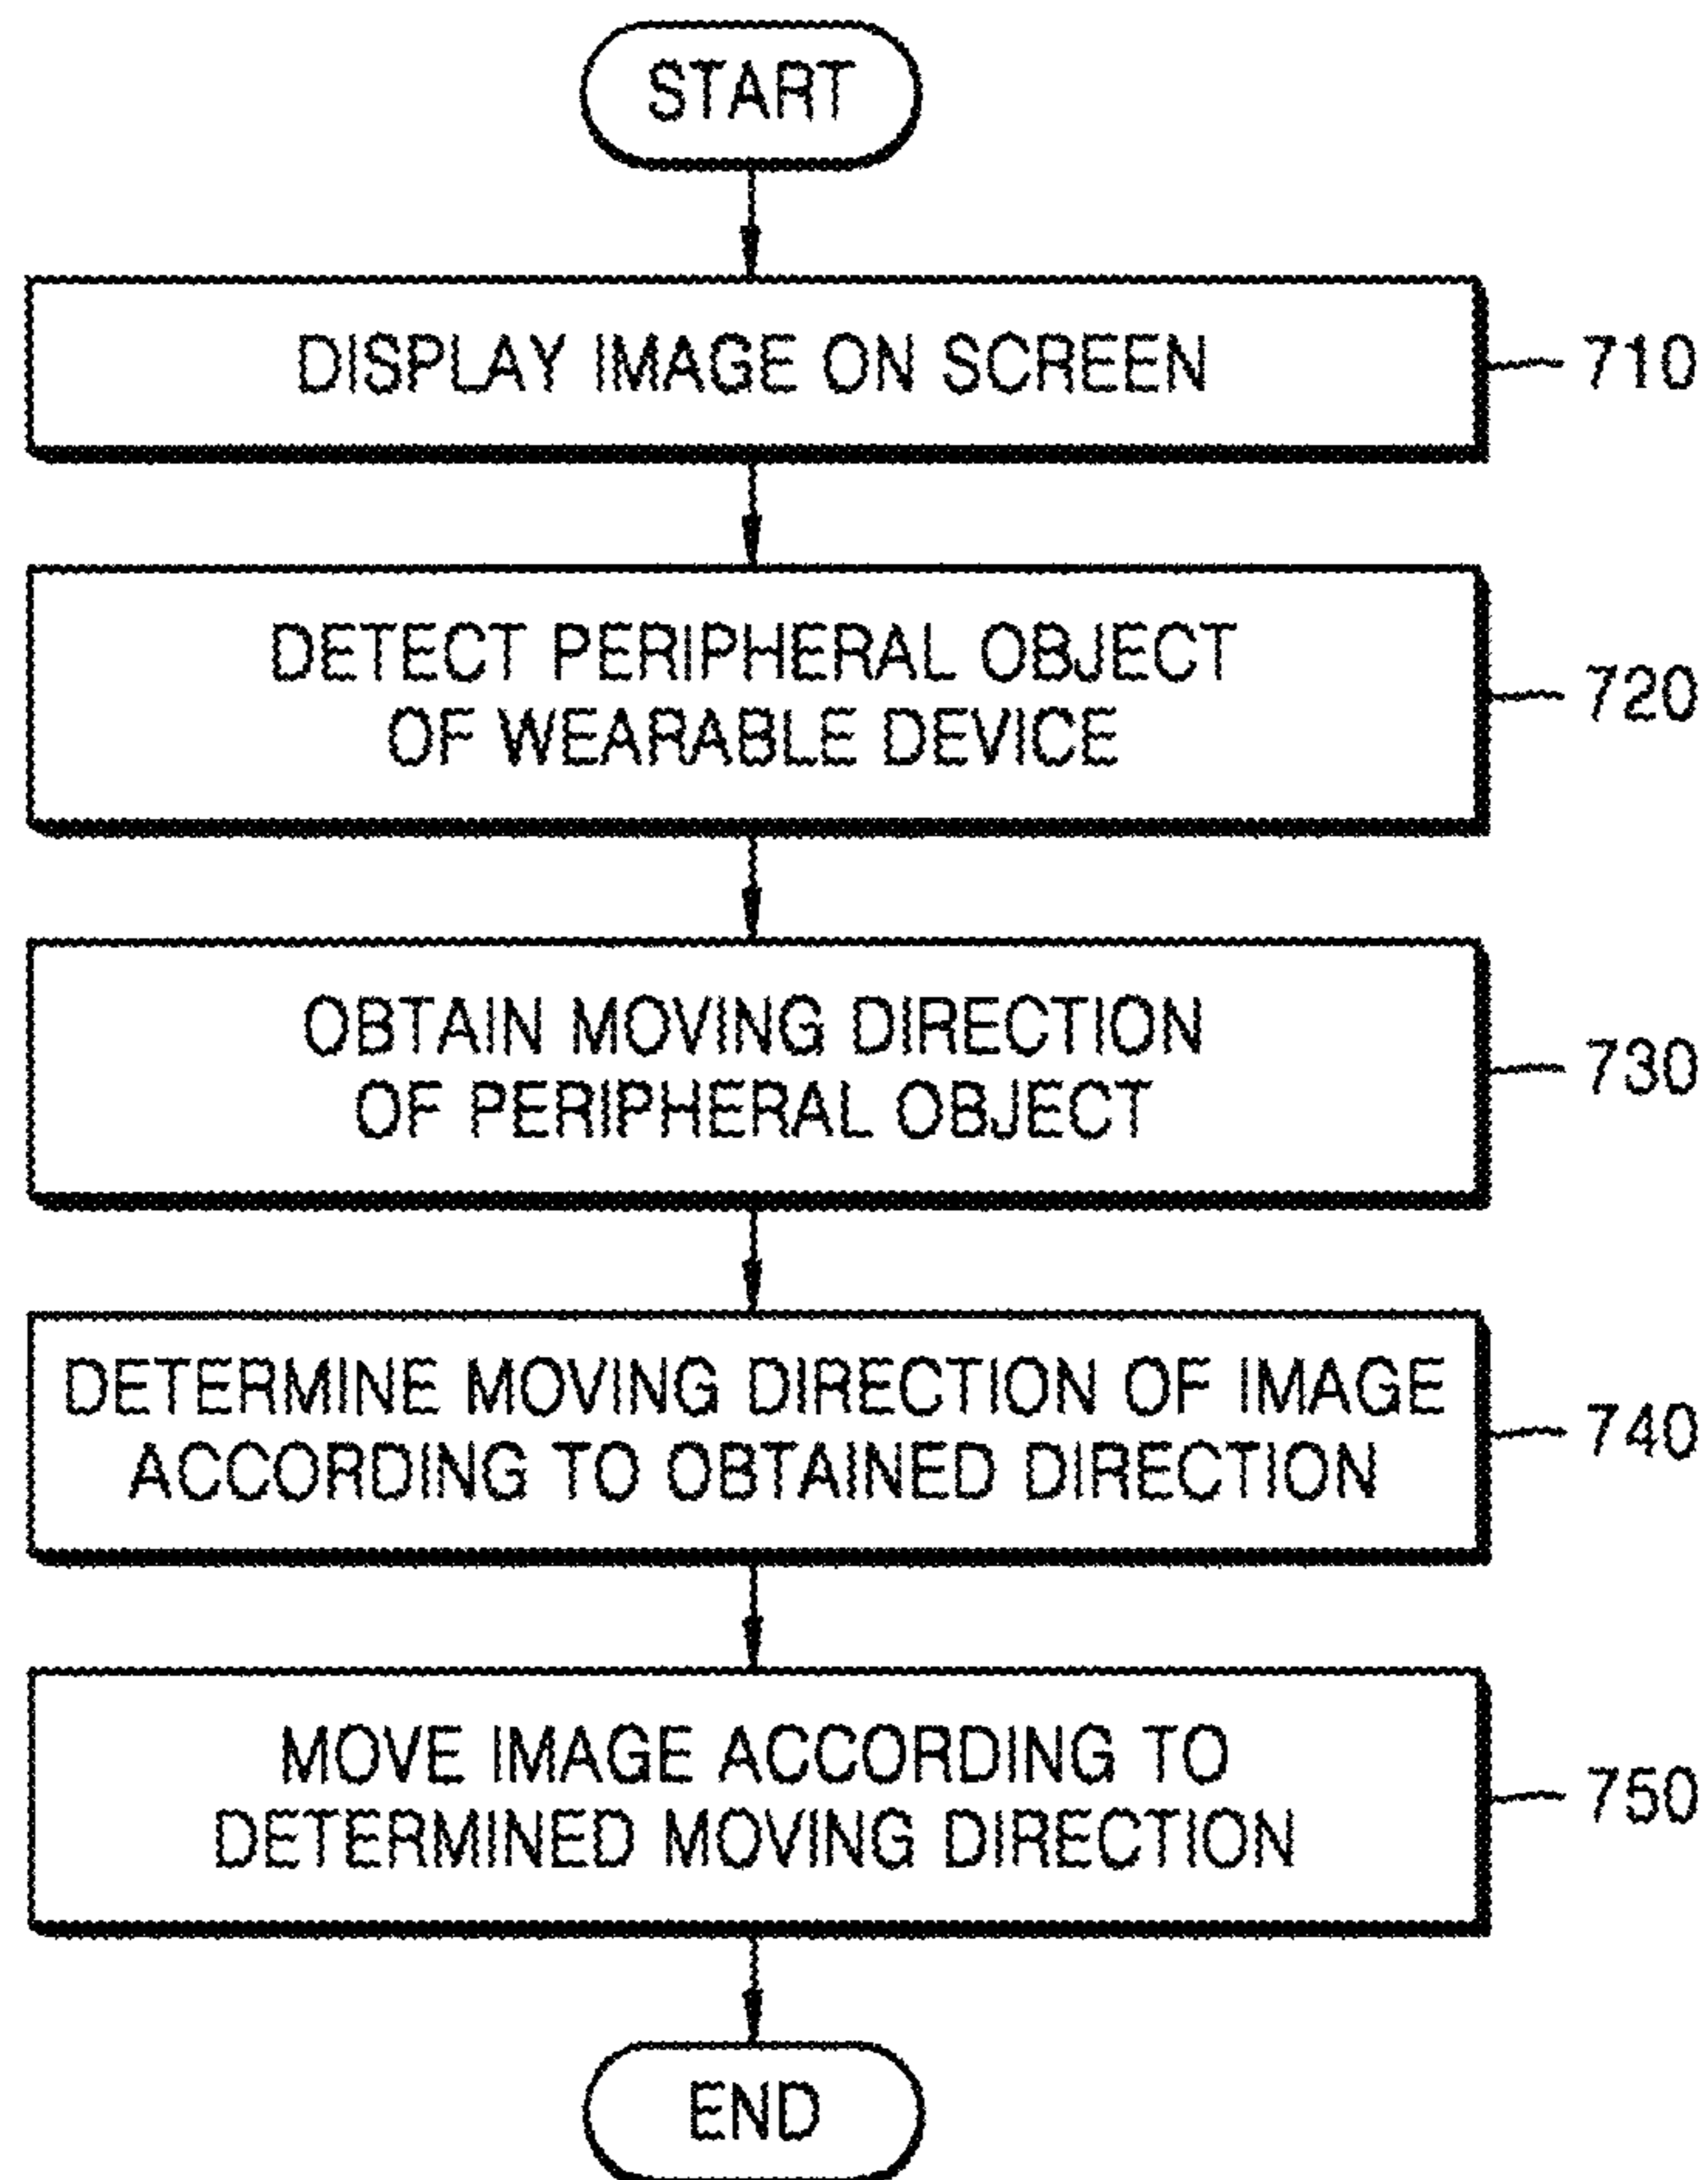 START
DISPLAY IMAGE ON SCREEN
710
DETECT PERIPHERAL OBJECT
OF WEARABLE DEVICE
720
OBTAIN MOVING DIRECTION
OF PERIPHERAL OBJECT
730
DETERMINE MOVING DIRECTION OF IMAGE
ACCORDING TO OBTAINED DIRECTION
740
MOVE IMAGE ACCORDING TO
DETERMINED MOVING DIRECTION
750
END